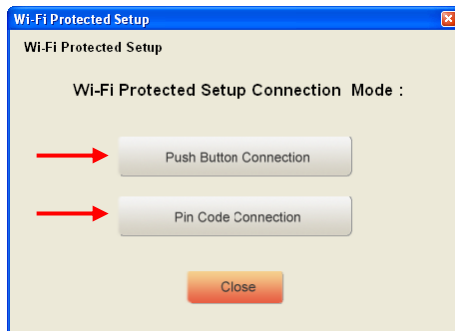 Wi-Fi Protected Setup
Wi-Fi Protected Setup
Wi-Fi Protected Setup Connection Mode :
Push Button Connection
Pin Code Connection
Close